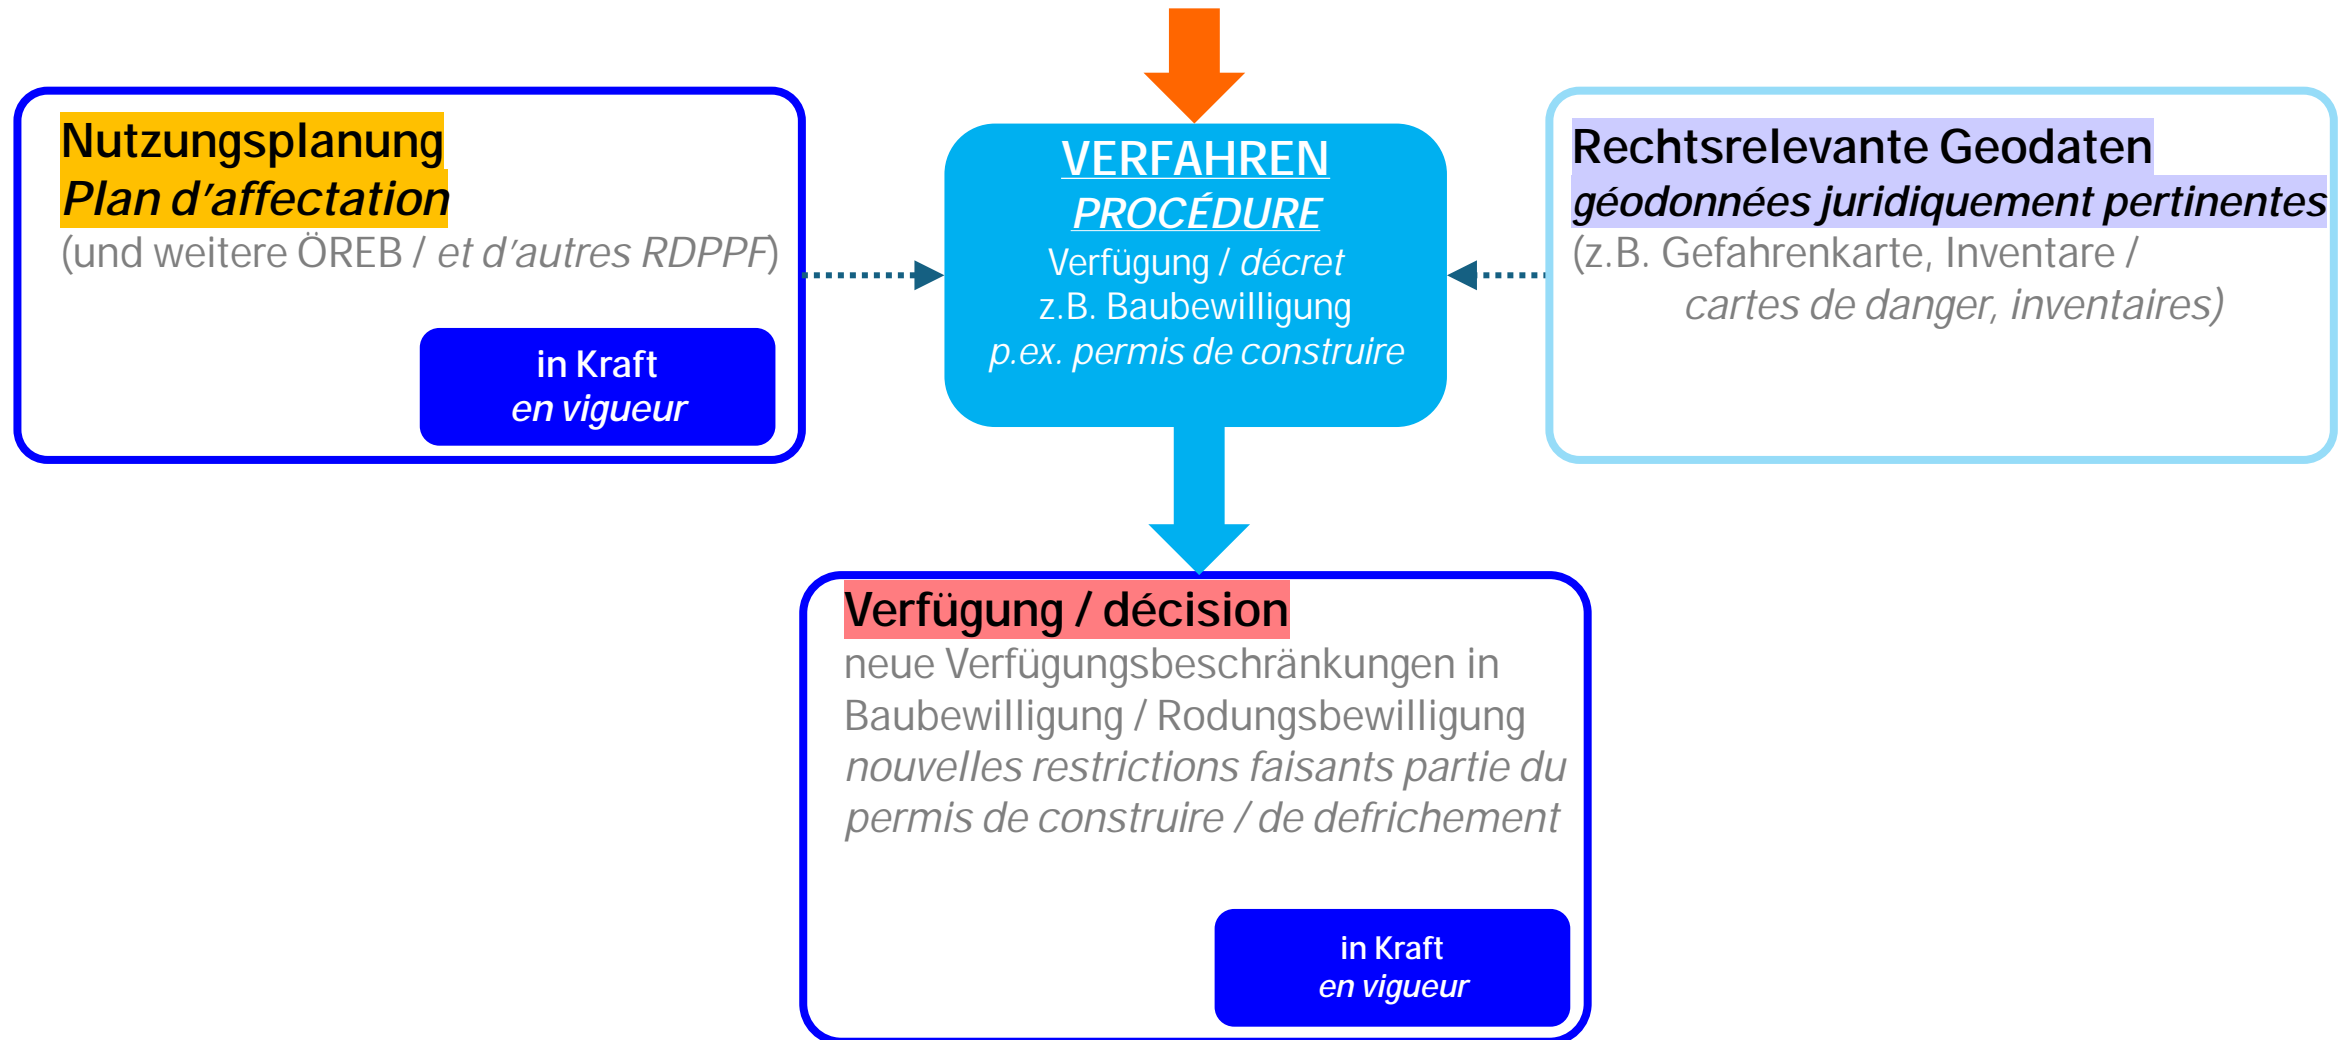 Nutzungsplanung
Plan d'affectation
(und weitere ÖREB / et d'autres RDPPF)
in Kraft
en vigueur
VERFAHREN
PROCÉDURE
Verfügung / décret
z.B. Baubewilligung
p.ex. permis de construire
Rechtsrelevante Geodaten
géodonnées juridiquement pertinentes
(z.B. Gefahrenkarte, Inventare /
cartes de danger, inventaires)
Verfügung / décision
neue Verfügungsbeschränkungen in
Baubewilligung / Rodungsbewilligung
nouvelles restrictions faisants partie du
permis de construire / de defrichement
in Kraft
en vigueur